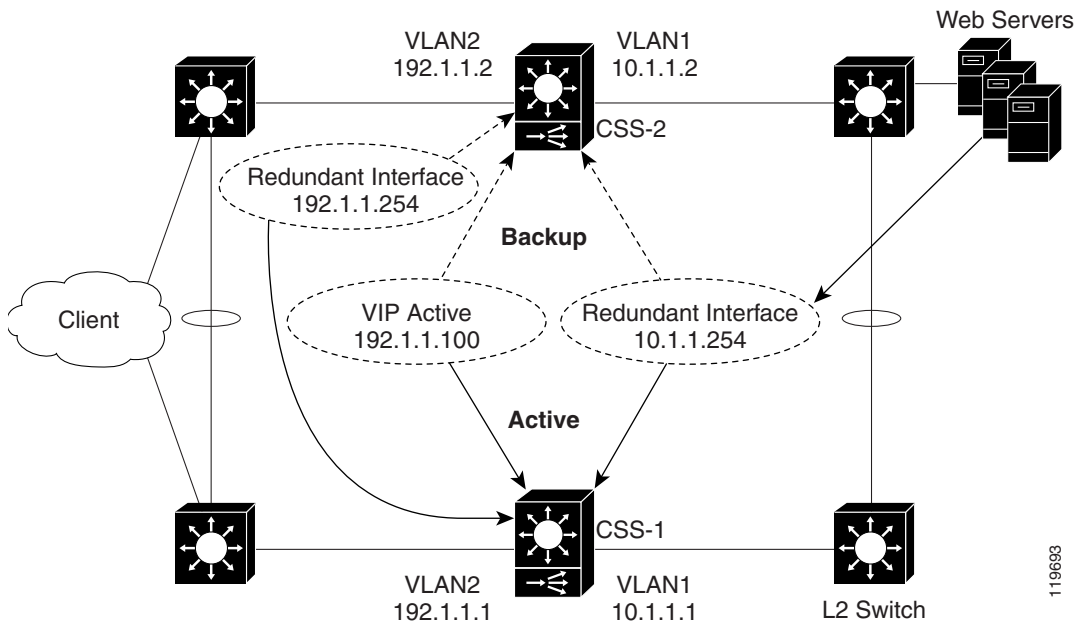 Web Servers
VLAN2
192.1.1.2
VLAN1
10.1.1.2
CSS-2
Redundant Interface
192.1.1.254
Backup
Client
VIP Active
192.1.1.100
Redundant Interface
10.1.1.254
Active
CSS-1
VLAN2
192.1.1.1
VLAN1
10.1.1.1
L2 Switch
119693